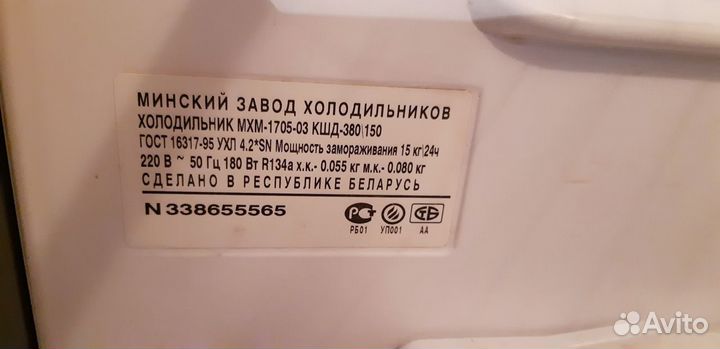 МИНСКИЙ ЗАВОД ХОЛОДИЛЬНИКОВ
ХОЛОДИЛЬНИК МХМ-1705-03 КШД-380\150
ГОСТ 16317-95 УХЛ 4.2*SN Мощность замораживания 15 кг\24ч
220 В ~ 50 Гц 180 Вт R134a х.к.- 0.055 кг м.к.- 0.080 кг
СДЕЛАНО В РЕСПУБЛИКЕ БЕЛАРУСЬ
N 338655565
РБ01 УП001 АА
Avito